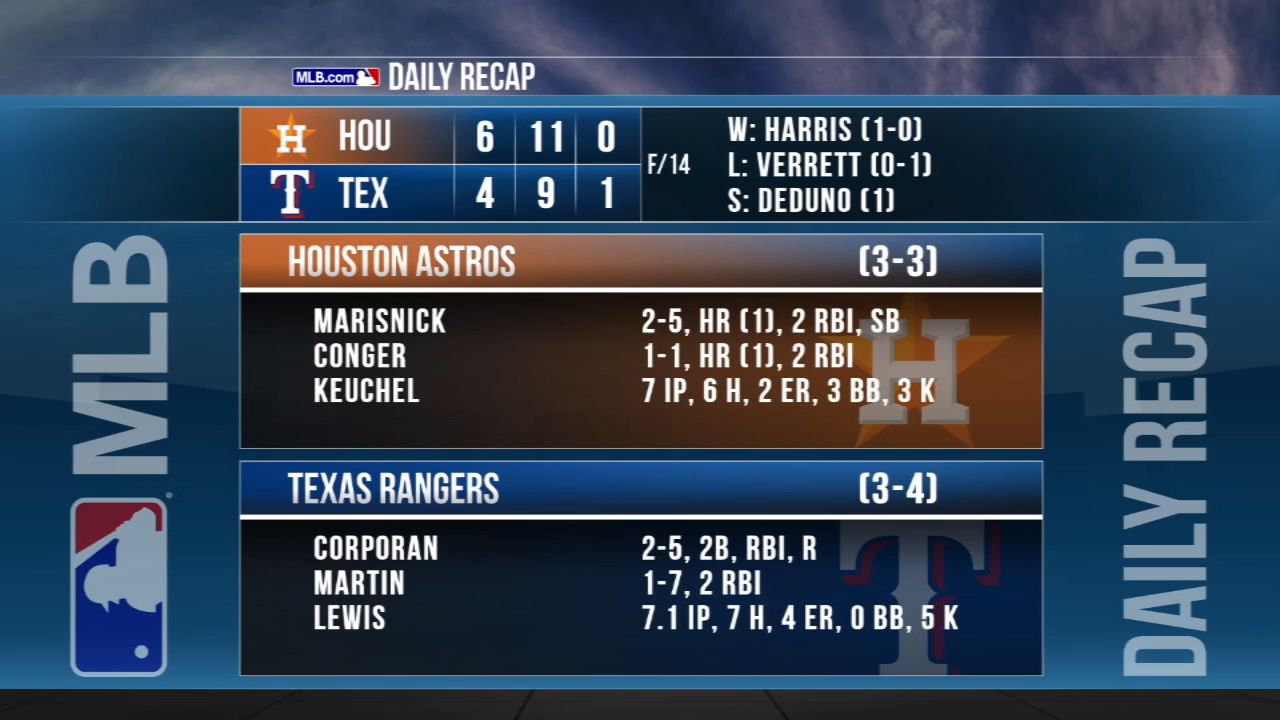 MLB.com DAILY RECAP
HOU 6 11 0
TEX 4 9 1
F/14
W: HARRIS (1-0)
L: VERRETT (0-1)
S: DEDUNO (1)
HOUSTON ASTROS (3-3)
MARISNICK 2-5, HR (1), 2 RBI, SB
CONGER 1-1, HR (1), 2 RBI
KEUCHEL 7 IP, 6 H, 2 ER, 3 BB, 3 K
TEXAS RANGERS (3-4)
CORPORAN 2-5, 2B, RBI, R
MARTIN 1-7, 2 RBI
LEWIS 7.1 IP, 7 H, 4 ER, 0 BB, 5 K
MLB
DAILY RECAP
H
T
H
T